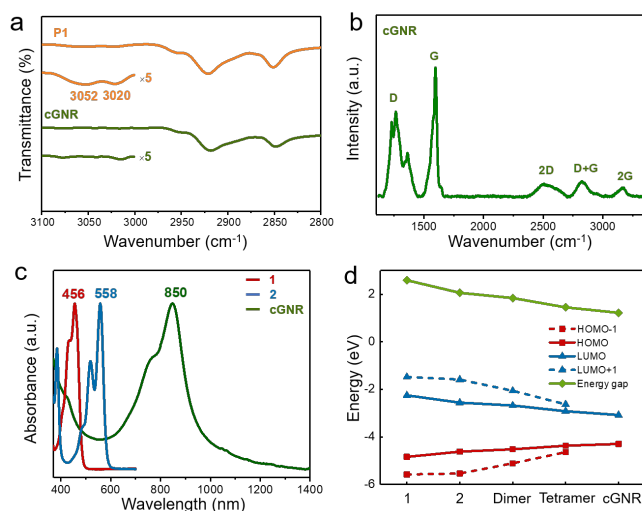 a
P1
×5
3052 3020
cGNR
×5
Transmittance (%)
3100 3050 3000 2950 2900 2850 2800
Wavenumber (cm⁻¹)
b
cGNR
G
D
2D
D+G
2G
Intensity (a.u.)
1500 2000 2500 3000
Wavenumber (cm⁻¹)
c
456 558 850
1
2
cGNR
Absorbance (a.u.)
400 600 800 1000 1200 1400
Wavelength (nm)
d
2
0
-2
-4
-6
Energy (eV)
HOMO-1
HOMO
LUMO
LUMO+1
Energy gap
1 2 Dimer Tetramer cGNR